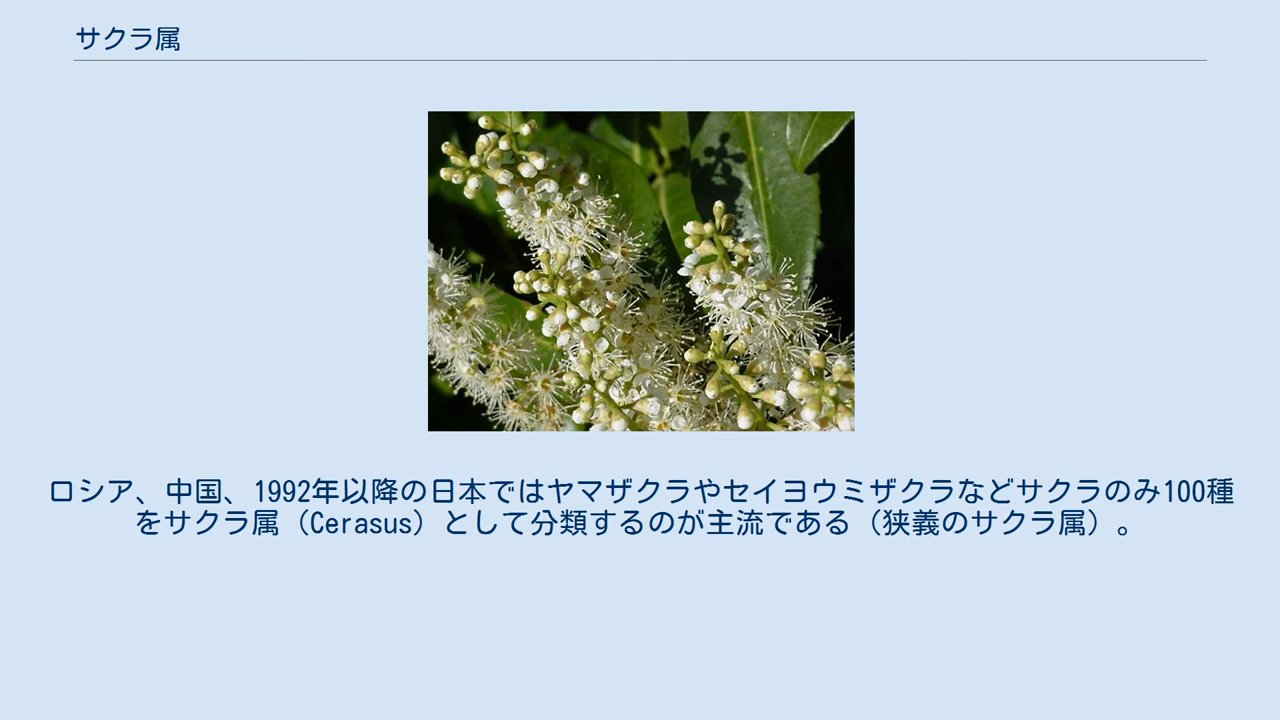 サクラ属
ロシア、中国、1992年以降の日本ではヤマザクラやセイヨウミザクラなどサクラのみ100種
をサクラ属（Cerasus）として分類するのが主流である（狭義のサクラ属）。